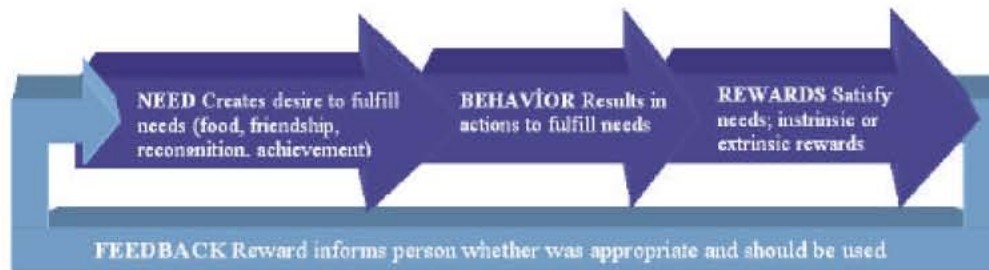 NEED Creates desire to fulfill
needs (food, friendship,
recongnition, achievement)
BEHAVİOR Results in
actions to fulfill needs
REWARDS Satisfy
needs; instrinsic or
extrinsic rewards
FEEDBACK Reward informs person whether was appropriate and should be used